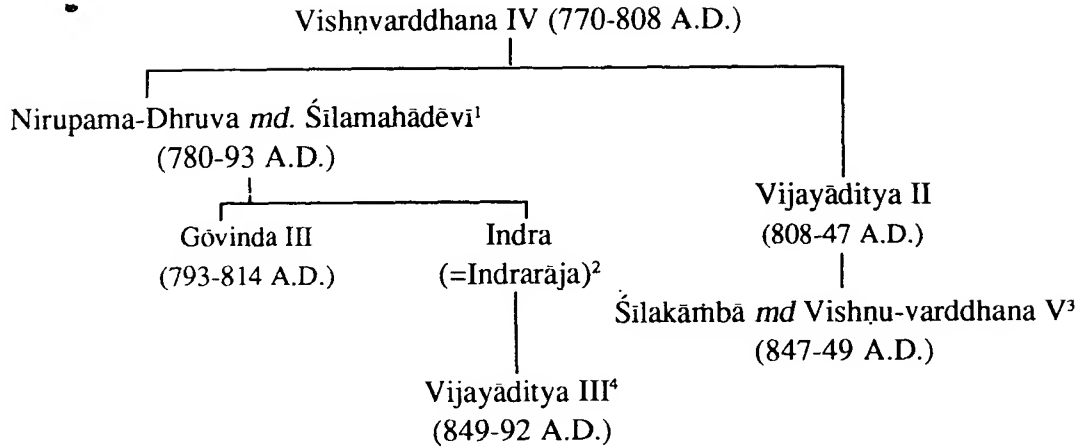 Vishṇvarddhana IV (770-808 A.D.)
Nirupama-Dhruva md. Śīlamahādēvī¹
(780-93 A.D.)
Gōvinda III
(793-814 A.D.)
Indra
(=Indrarāja)²
Vijayāditya II
(808-47 A.D.)
Śīlakāṁbā md Vishṇu-varddhana V³
(847-49 A.D.)
Vijayāditya III⁴
(849-92 A.D.)